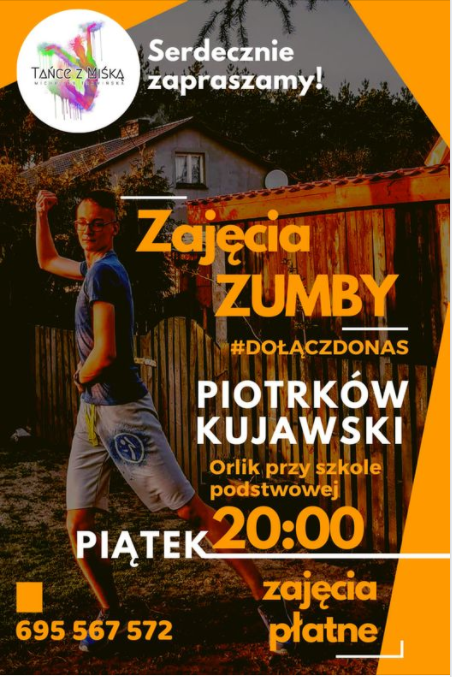 TAŃCE Z MIŚKĄ
Serdecznie
zapraszamy!
Zajęcia
ZUMBY
#DOŁĄCZDONAS
PIOTRKÓW
KUJAWSKI
Orlik przy szkole
podstwowej
PIĄTEK 20:00
zajęcia
płatne
695 567 572